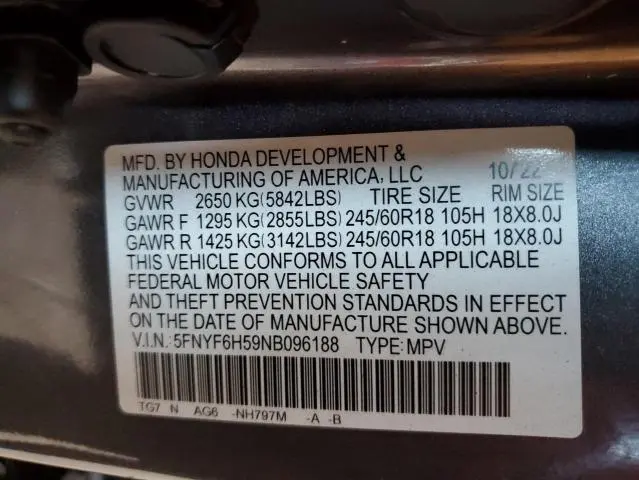 MFD. BY HONDA DEVELOPMENT &
MANUFACTURING OF AMERICA, LLC 10/22
GVWR 2650 KG(5842LBS) TIRE SIZE RIM SIZE
GAWR F 1295 KG(2855LBS) 245/60R18 105H 18X8.0J
GAWR R 1425 KG(3142LBS) 245/60R18 105H 18X8.0J
THIS VEHICLE CONFORMS TO ALL APPLICABLE
FEDERAL MOTOR VEHICLE SAFETY
AND THEFT PREVENTION STANDARDS IN EFFECT
ON THE DATE OF MANUFACTURE SHOWN ABOVE.
V.I.N.: 5FNYF6H59NB096188 TYPE: MPV
TG7 N AG6 -NH797M -A -B